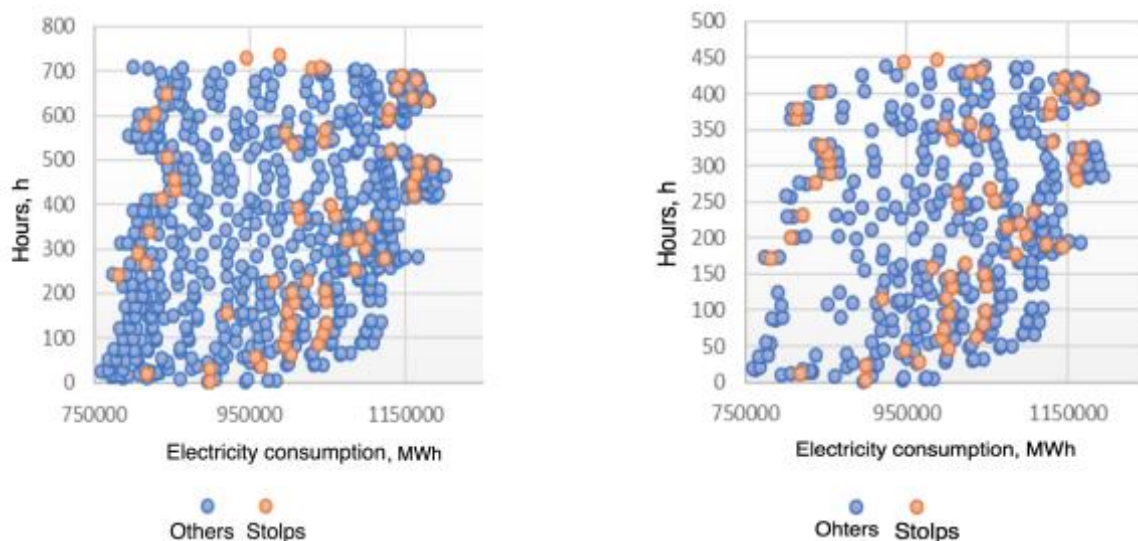 800
700
600
500
400
300
200
100
0
Hours, h
750000 950000 1150000
Electricity consumption, MWh
Others Stolps
500
450
400
350
300
250
200
150
100
50
0
Hours, h
750000 950000 1150000
Electricity consumption, MWh
Ohters Stolps